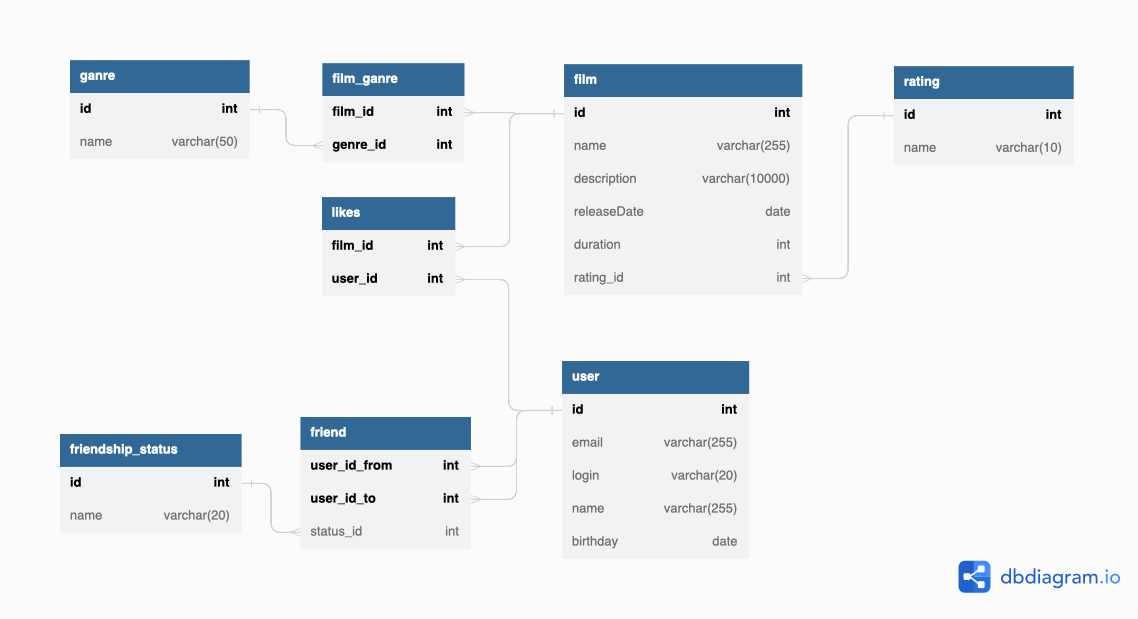 ganre
id int
name varchar(50)
film_ganre
film_id int
genre_id int
film
id int
name varchar(255)
description varchar(10000)
releaseDate date
duration int
rating_id int
rating
id int
name varchar(10)
likes
film_id int
user_id int
user
id int
email varchar(255)
login varchar(20)
name varchar(255)
birthday date
friend
user_id_from int
user_id_to int
status_id int
friendship_status
id int
name varchar(20)
dbdiagram.io